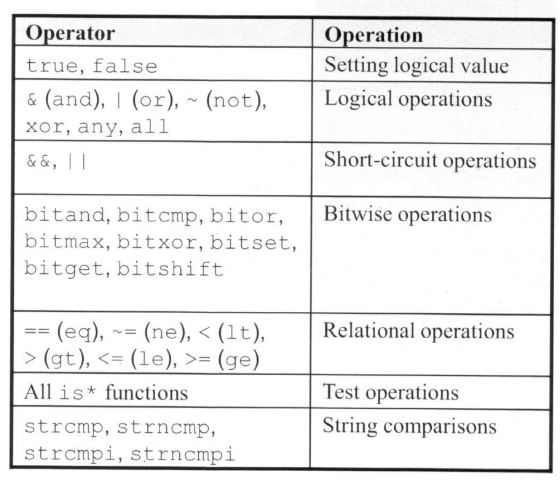 Operator Operation
true, false Setting logical value
& (and), | (or), ~ (not), Logical operations
xor, any, all
&&, || Short-circuit operations
bitand, bitcmp, bitor, Bitwise operations
bitmax, bitxor, bitset,
bitget, bitshift
== (eq), ~= (ne), < (lt), Relational operations
> (gt), <= (le), >= (ge)
All is* functions Test operations
strcmp, strncmp, String comparisons
strcmpi, strncmpi